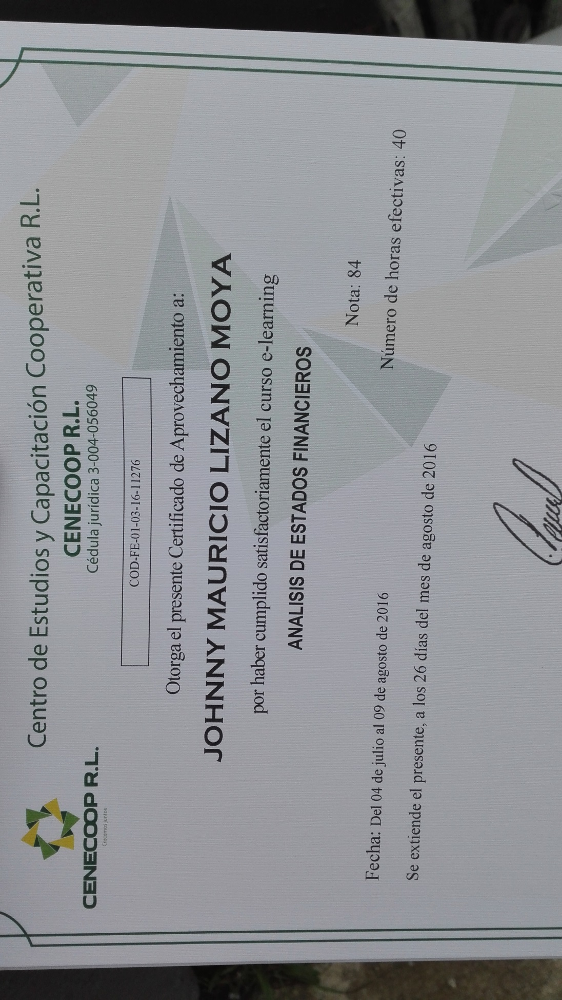 Centro de Estudios y Capacitación Cooperativa R.L.
CENECOOP R.L.
Cédula jurídica 3-004-056049
CENECOOP R.L.
Crecemos juntos
COD-FE-01-03-16-11276
Otorga el presente Certificado de Aprovechamiento a:
JOHNNY MAURICIO LIZANO MOYA
por haber cumplido satisfactoriamente el curso e-learning
ANALISIS DE ESTADOS FINANCIEROS
Nota: 84
Fecha: Del 04 de julio al 09 de agosto de 2016
Número de horas efectivas: 40
Se extiende el presente, a los 26 días del mes de agosto de 2016